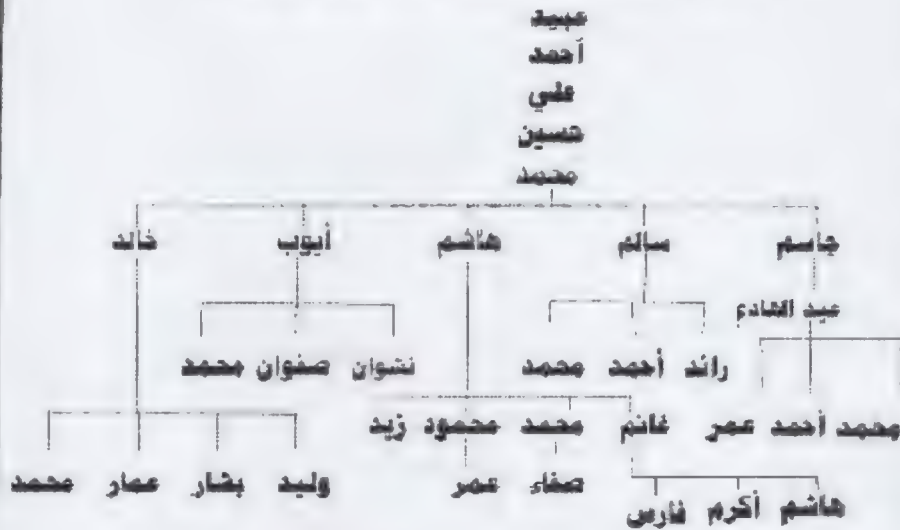 عبيد
أحمد
علي
حسين
محمد
جاسم سالم هاشم أيوب خالد
عبد الهادي
رائد أحمد محمد نشوان صفوان محمد
محمد أحمد عمر غانم محمد محمود زيد
هاشم أكرم فارس صفاء عمر وليد بشار عمار محمد